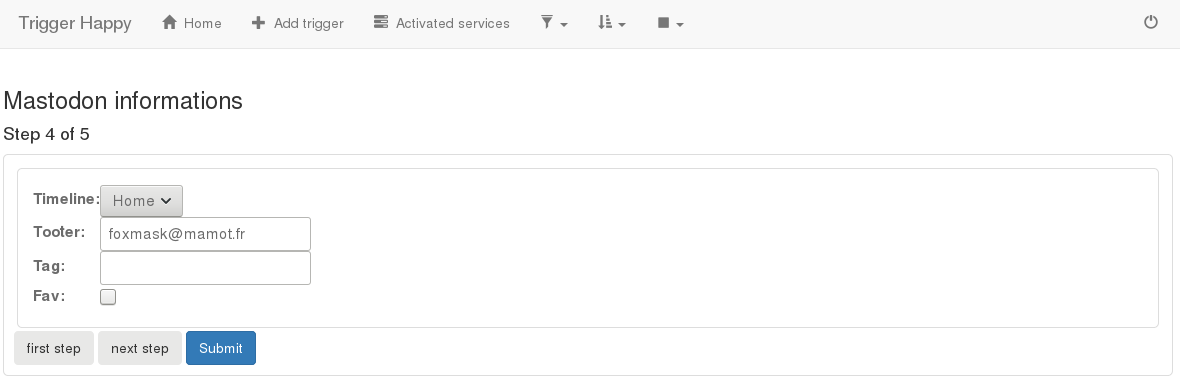 Trigger Happy Home Add trigger Activated services
Mastodon informations
Step 4 of 5
Timeline: Home
Tooter: foxmask@mamot.fr
Tag:
Fav:
first step next step Submit